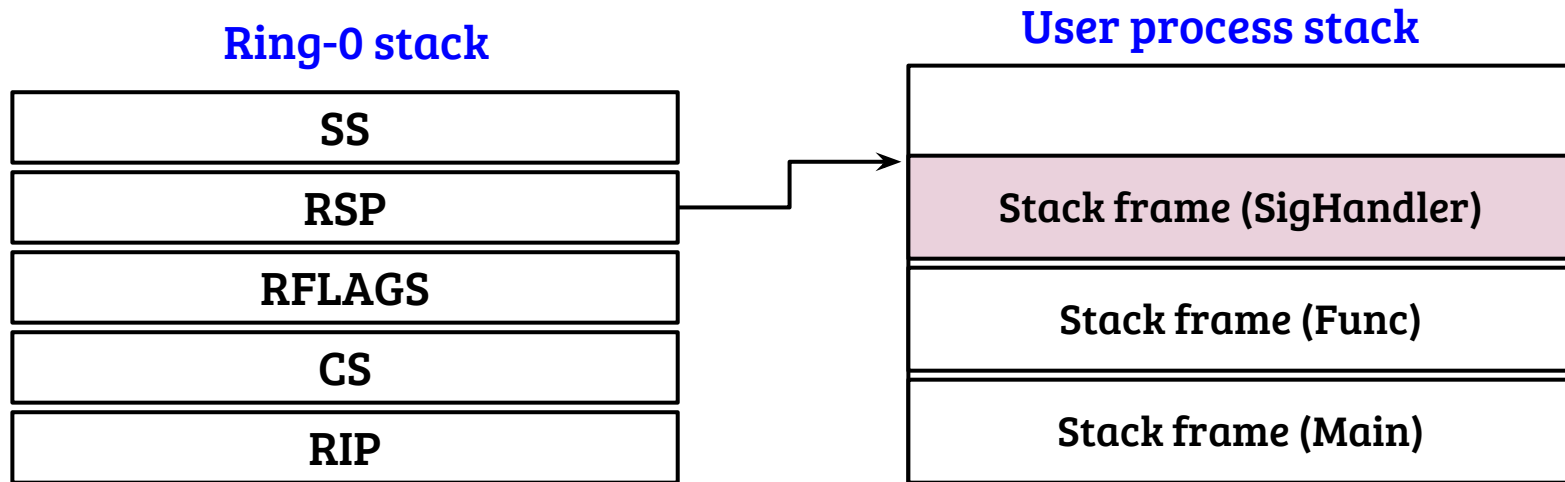 Ring-0 stack
SS
RSP
RFLAGS
CS
RIP
User process stack
Stack frame (SigHandler)
Stack frame (Func)
Stack frame (Main)